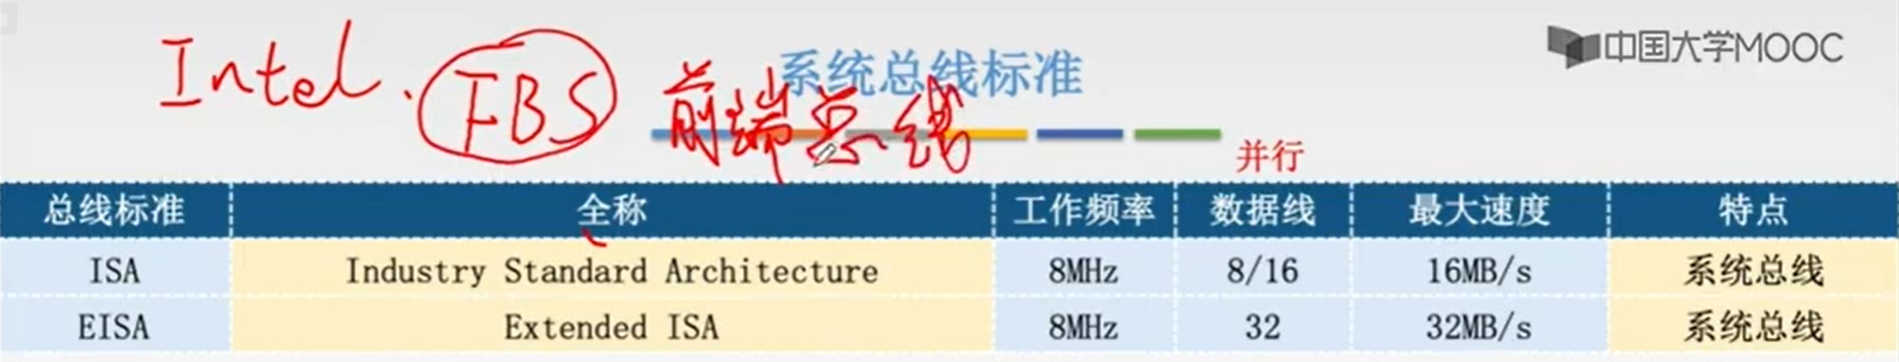 中国大学MOOC
Intel. FBS 前端总线
系统总线标准
并行
总线标准 全称 工作频率 数据线 最大速度 特点
ISA Industry Standard Architecture 8MHz 8/16 16MB/s 系统总线
EISA Extended ISA 8MHz 32 32MB/s 系统总线